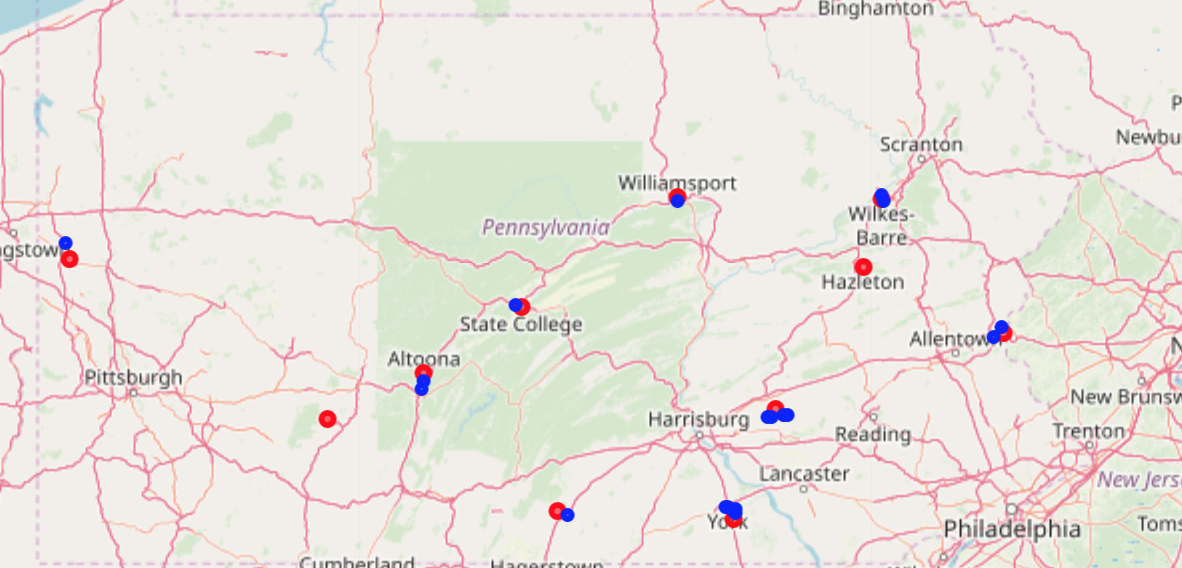 Binghamton
Newbu
Scranton
Williamsport
Wilkes-
Barre
Pennsylvania
ngstow
Hazleton
State College
Allentown
Altoona
Pittsburgh
New Brunsw
Harrisburg
Reading
Trenton
Lancaster
New Jers
York
Philadelphia
Toms
Cumberland
Hagerstown